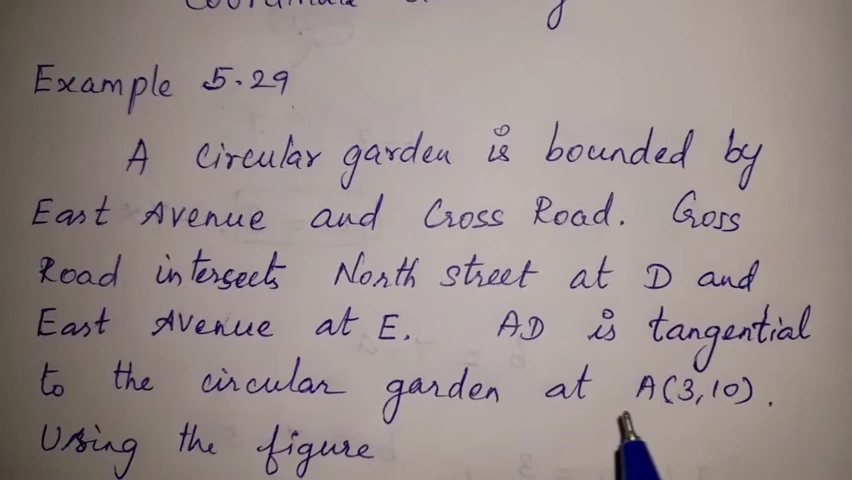 Example 5.29
A circular garden is bounded by
East Avenue and Cross Road. Cross
Road intersects North street at D and
East Avenue at E. AD is tangential
to the circular garden at A(3,10).
Using the figure